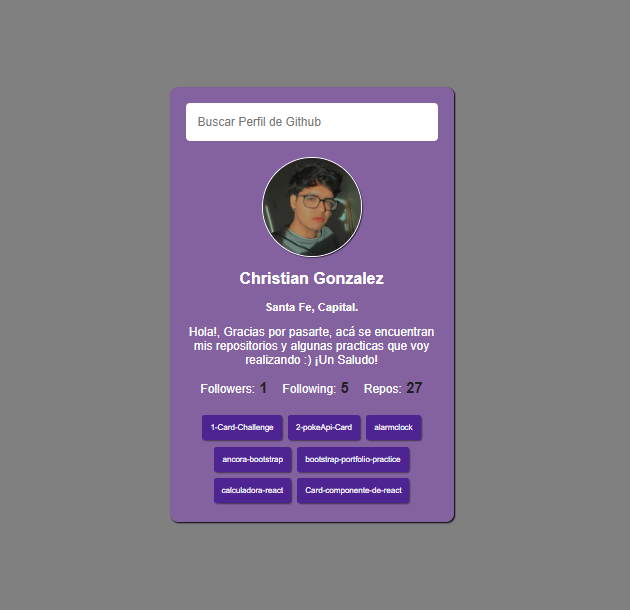 Buscar Perfil de Github
Christian Gonzalez
Santa Fe, Capital.
Hola!, Gracias por pasarte, acá se encuentran
mis repositorios y algunas practicas que voy
realizando :) ¡Un Saludo!
Followers: 1 Following: 5 Repos: 27
1-Card-Challenge 2-pokeApi-Card alarmclock
ancora-bootstrap bootstrap-portfolio-practice
calculadora-react Card-componente-de-react